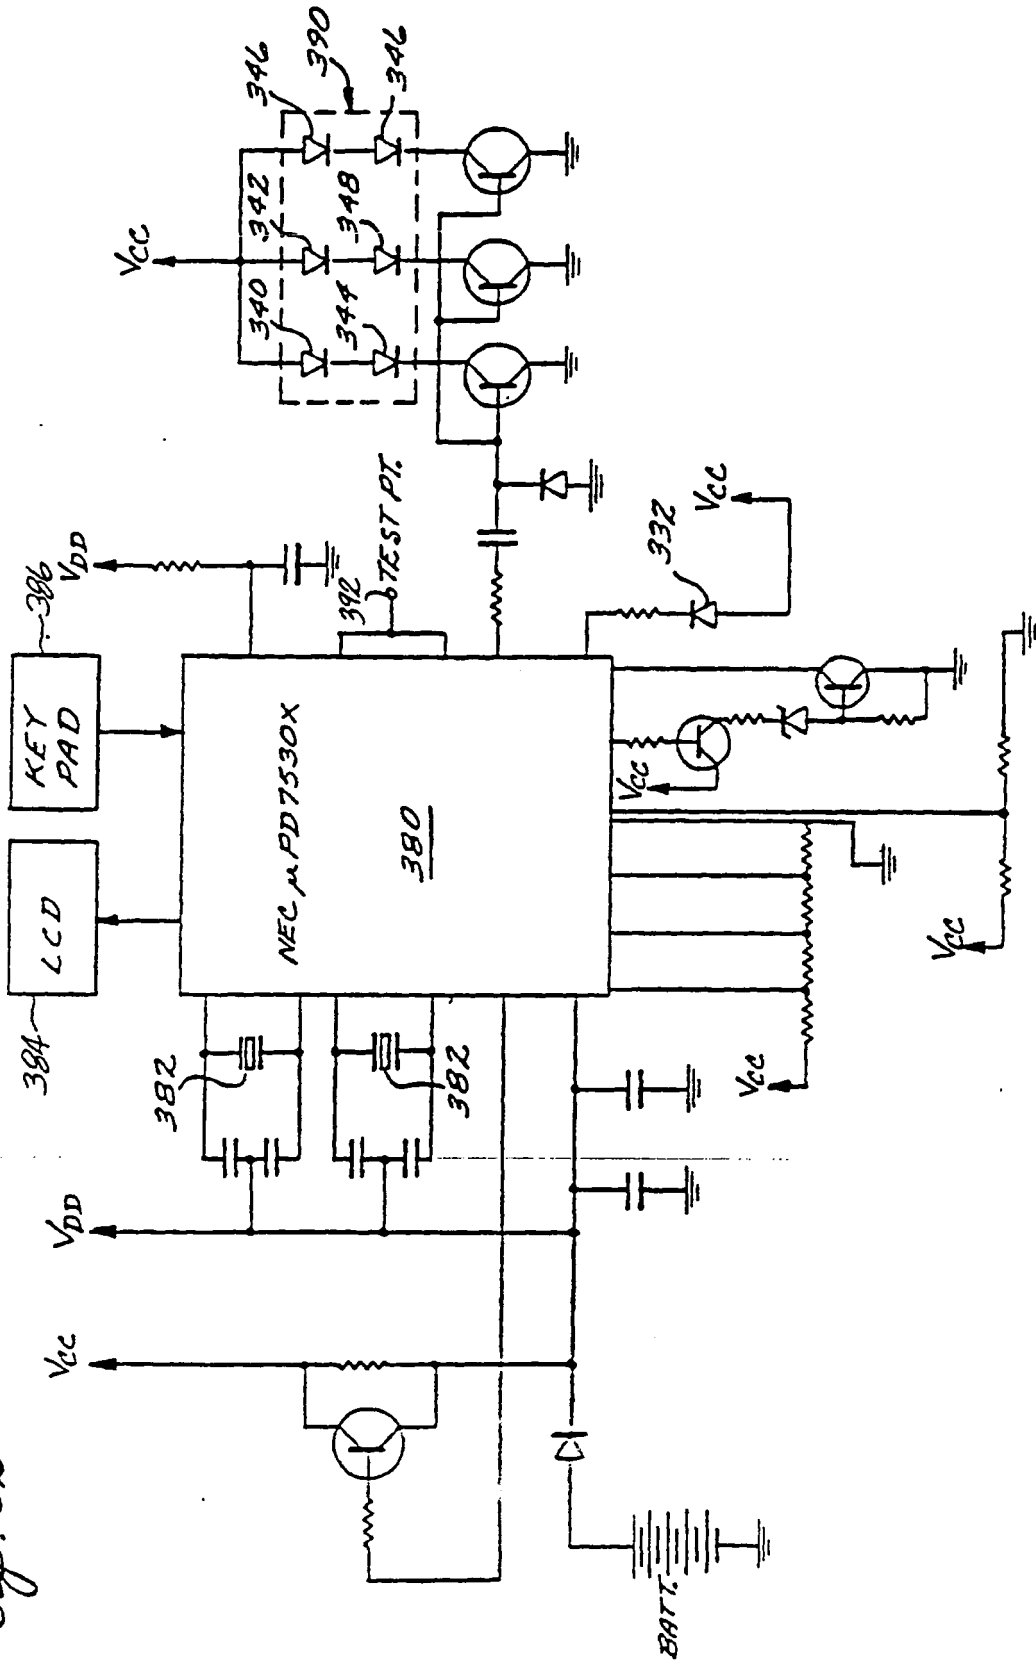 386
KEY
PAD
LCD
384
VDD
VCC
VDD
382
382
NEC µPD7530X
380
392
TEST PT.
VCC
340
342
346
390
344
348
346
332
VCC
VCC
VCC
VCC
BATT.